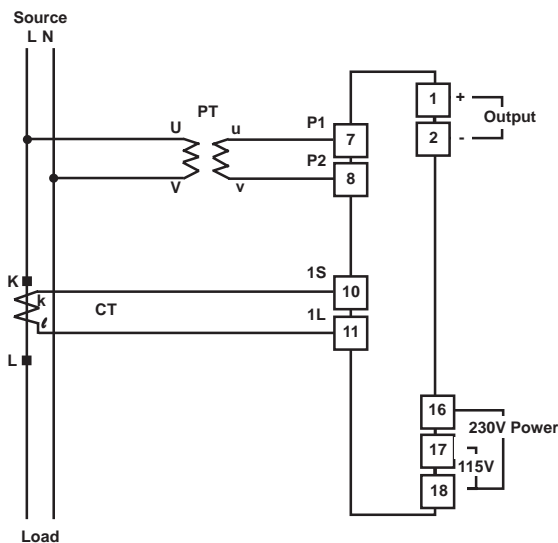 Source
L N
PT
U
u
P1
7
1
+
Output
2
-
V
v
P2
8
K
k
CT
ℓ
L
1S
10
1L
11
16
230V Power
17
115V
18
Load